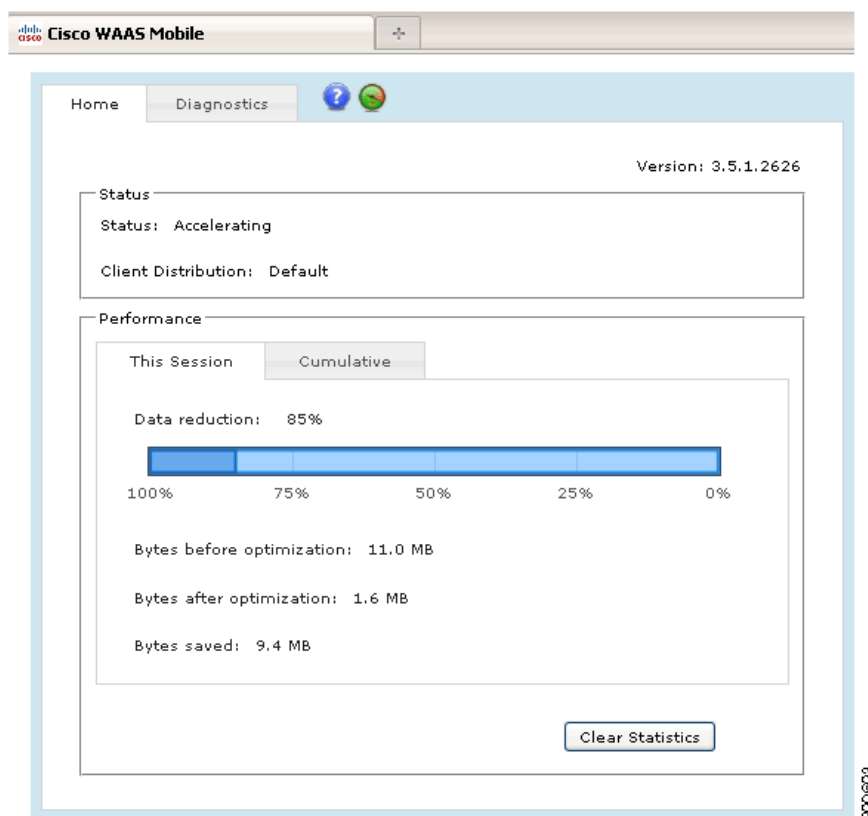 cisco Cisco WAAS Mobile
Home Diagnostics ?
Version: 3.5.1.2626
Status
Status: Accelerating
Client Distribution: Default
Performance
This Session Cumulative
Data reduction: 85%
100% 75% 50% 25% 0%
Bytes before optimization: 11.0 MB
Bytes after optimization: 1.6 MB
Bytes saved: 9.4 MB
Clear Statistics